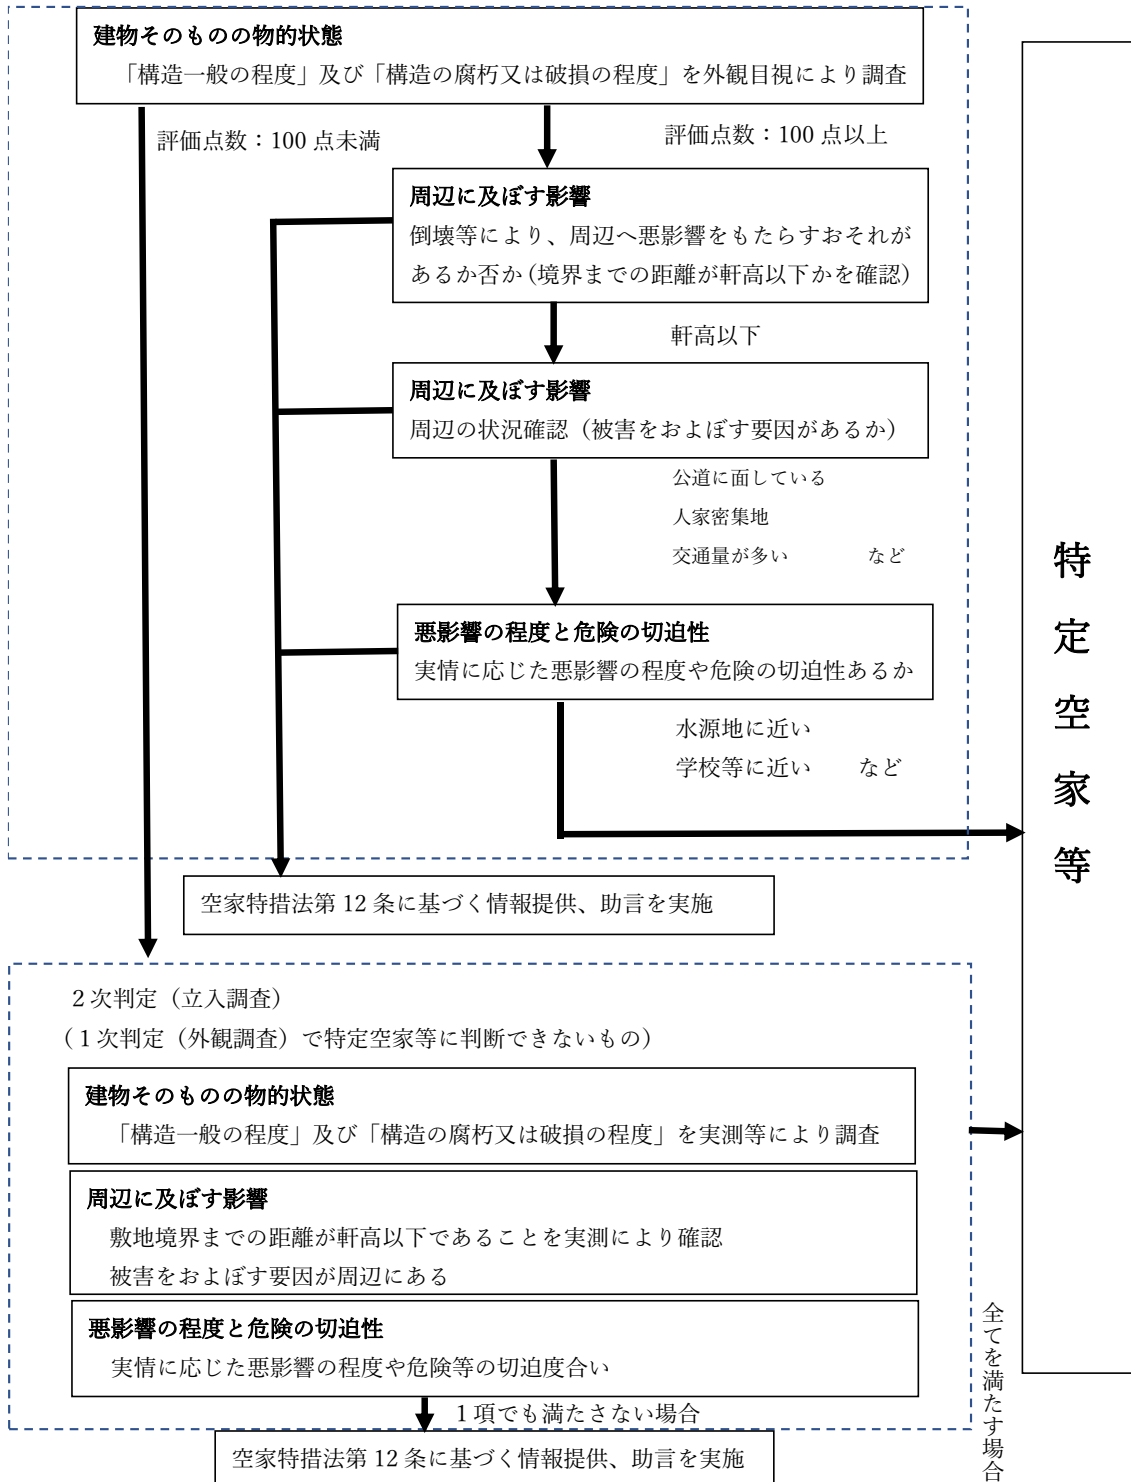 建物そのものの物的状態
「構造一般の程度」及び「構造の腐朽又は破損の程度」を外観目視により調査
評価点数：100 点未満
評価点数：100 点以上
周辺に及ぼす影響
倒壊等により、周辺へ悪影響をもたらすおそれが
あるか否か（境界までの距離が軒高以下かを確認）
軒高以下
周辺に及ぼす影響
周辺の状況確認（被害をおよぼす要因があるか）
公道に面している
人家密集地
交通量が多い　　　　など
悪影響の程度と危険の切迫性
実情に応じた悪影響の程度や危険の切迫性あるか
水源地に近い
学校等に近い　　など
空家特措法第 12 条に基づく情報提供、助言を実施
特定空家等
２次判定（立入調査）
（１次判定（外観調査）で特定空家等に判断できないもの）
建物そのものの物的状態
「構造一般の程度」及び「構造の腐朽又は破損の程度」を実測等により調査
周辺に及ぼす影響
敷地境界までの距離が軒高以下であることを実測により確認
被害をおよぼす要因が周辺にある
悪影響の程度と危険の切迫性
実情に応じた悪影響の程度や危険等の切迫度合い
全てを満たす場合
１項でも満たさない場合
空家特措法第 12 条に基づく情報提供、助言を実施